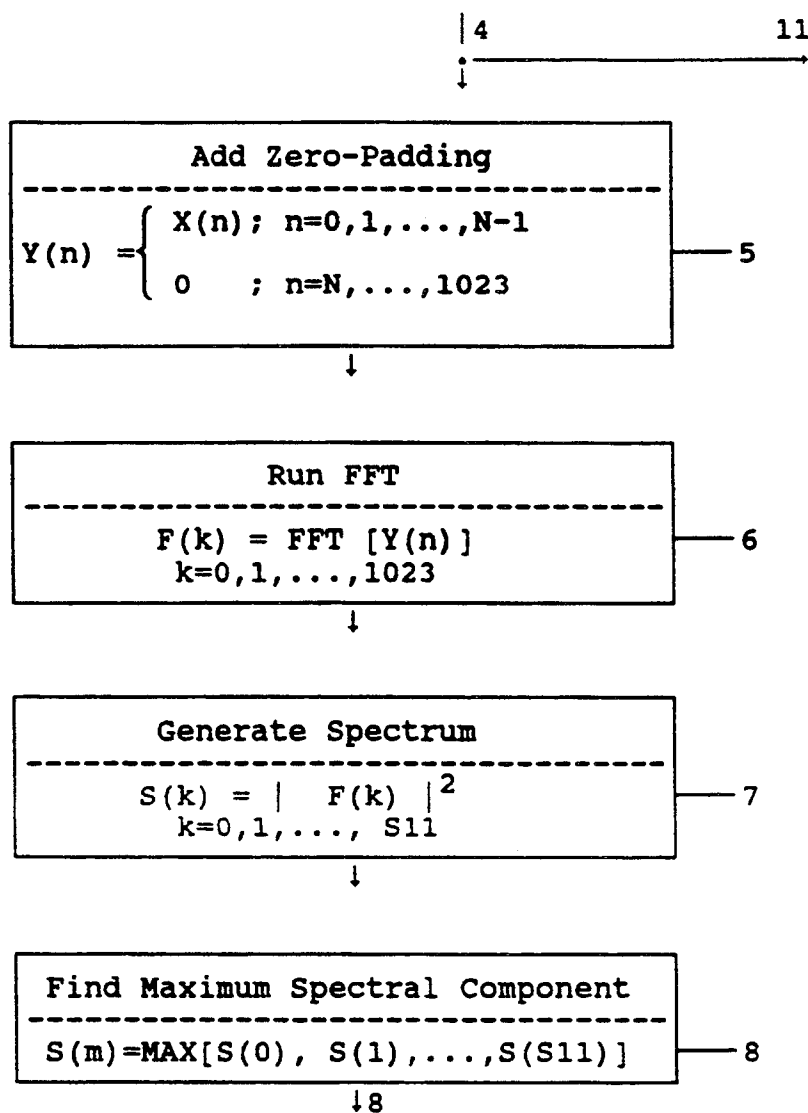 4 11
Add Zero-Padding
Y(n) = { X(n); n=0,1,...,N-1
0 ; n=N,...,1023
5
Run FFT
F(k) = FFT [Y(n)]
k=0,1,...,1023
6
Generate Spectrum
S(k) = | F(k) |²
k=0,1,..., S11
7
Find Maximum Spectral Component
S(m)=MAX[S(0), S(1),...,S(S11)]
8
↓8